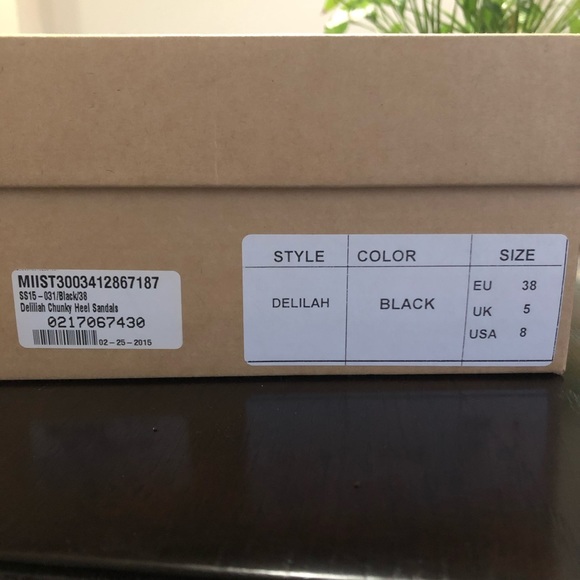 MIIST3003412867187
SS15-031/Black/38
Delilah Chunky Heel Sandals
0217067430
02-25-2015
STYLE COLOR SIZE
DELILAH BLACK
EU 38
UK 5
USA 8